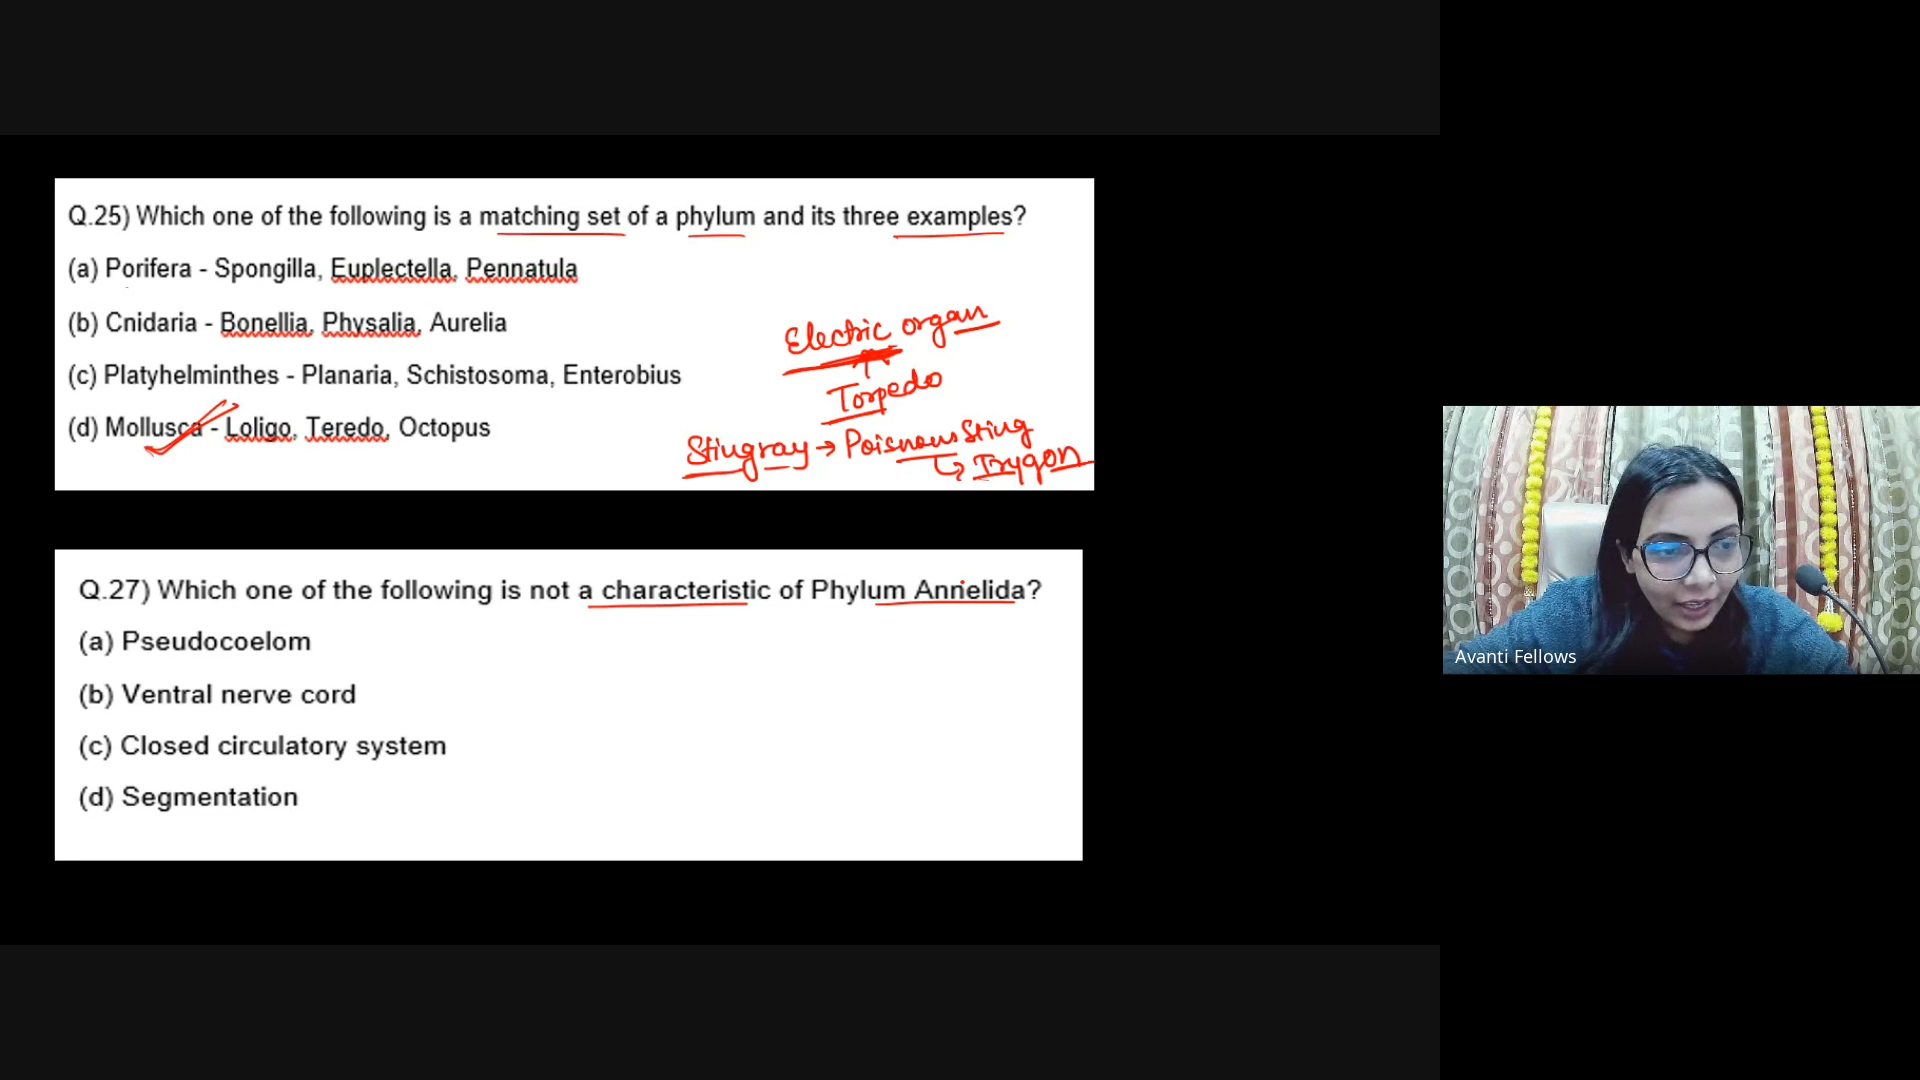 Q.25) Which one of the following is a matching set of a phylum and its three examples?
(a) Porifera - Spongilla, Euplectella, Pennatula
(b) Cnidaria - Bonellia, Physalia, Aurelia
(c) Platyhelminthes - Planaria, Schistosoma, Enterobius
(d) Mollusca - Loligo, Teredo, Octopus
Electric organ
Torpedo
Stingray → Poisnous Sting
↳ Trygon
Q.27) Which one of the following is not a characteristic of Phylum Annelida?
(a) Pseudocoelom
(b) Ventral nerve cord
(c) Closed circulatory system
(d) Segmentation
Avanti Fellows